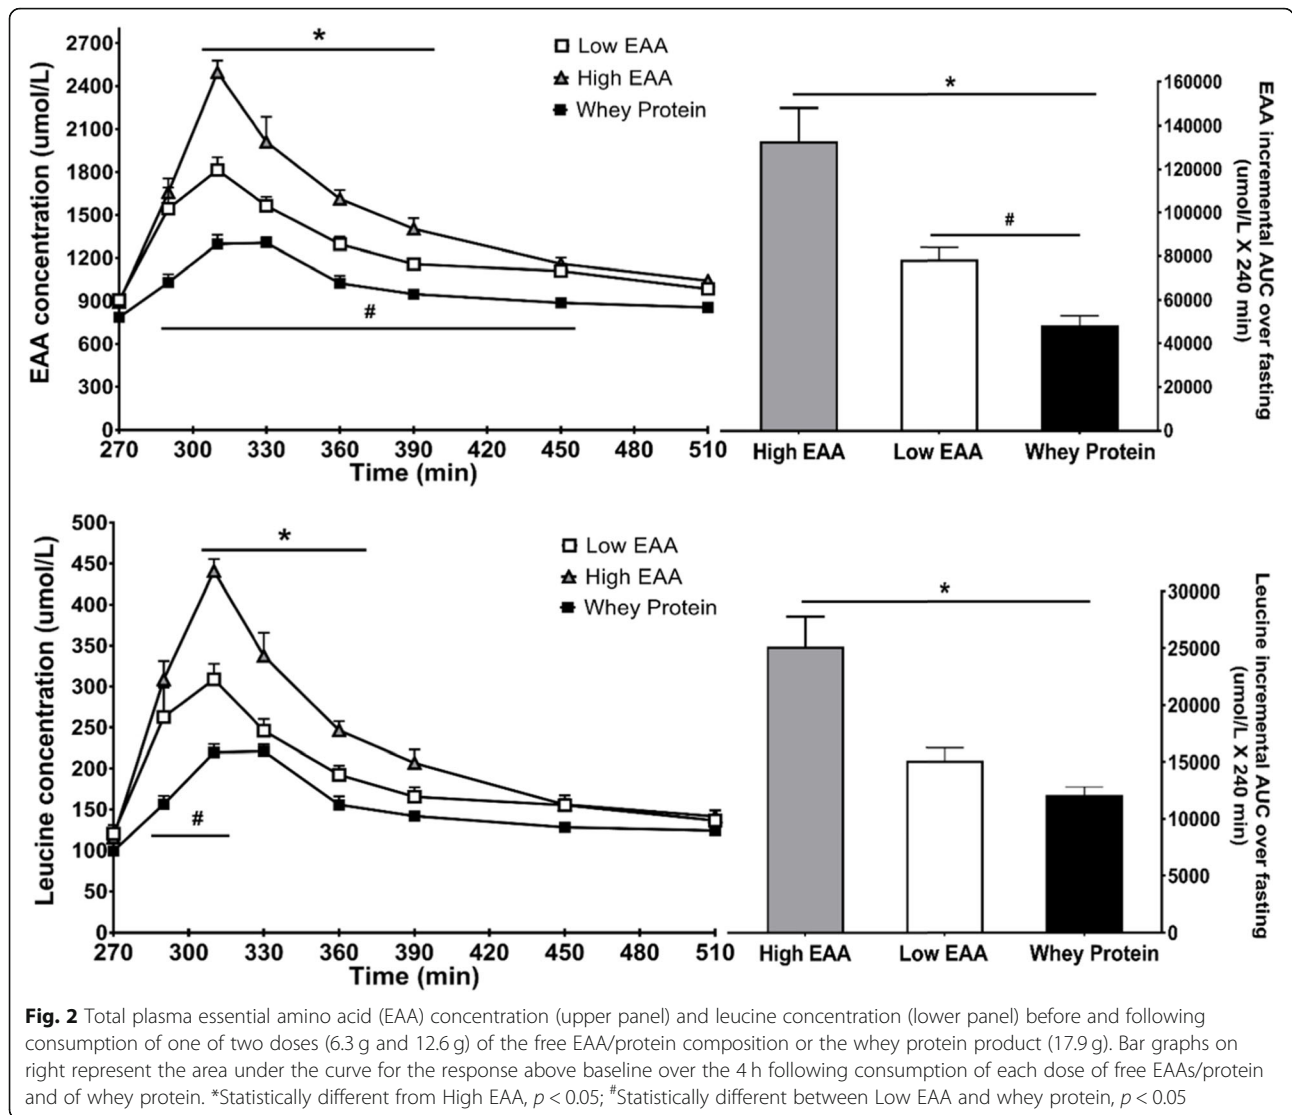 EAA concentration (umol/L)
2700
2400
2100
1800
1500
1200
900
600
300
0
*
#
Low EAA
High EAA
Whey Protein
270 300 330 360 390 420 450 480 510
Time (min)
*
#
160000
140000
120000
100000
80000
60000
40000
20000
0
EAA incremental AUC over fasting
(umol/L X 240 min)
High EAA Low EAA Whey Protein
Leucine concentration (umol/L)
500
450
400
350
300
250
200
150
100
50
0
*
#
Low EAA
High EAA
Whey Protein
270 300 330 360 390 420 450 480 510
Time (min)
*
30000
25000
20000
15000
10000
5000
0
Leucine incremental AUC over fasting
(umol/L X 240 min)
High EAA Low EAA Whey Protein
Fig. 2 Total plasma essential amino acid (EAA) concentration (upper panel) and leucine concentration (lower panel) before and following
consumption of one of two doses (6.3 g and 12.6 g) of the free EAA/protein composition or the whey protein product (17.9 g). Bar graphs on
right represent the area under the curve for the response above baseline over the 4 h following consumption of each dose of free EAAs/protein
and of whey protein. *Statistically different from High EAA, p < 0.05; #Statistically different between Low EAA and whey protein, p < 0.05